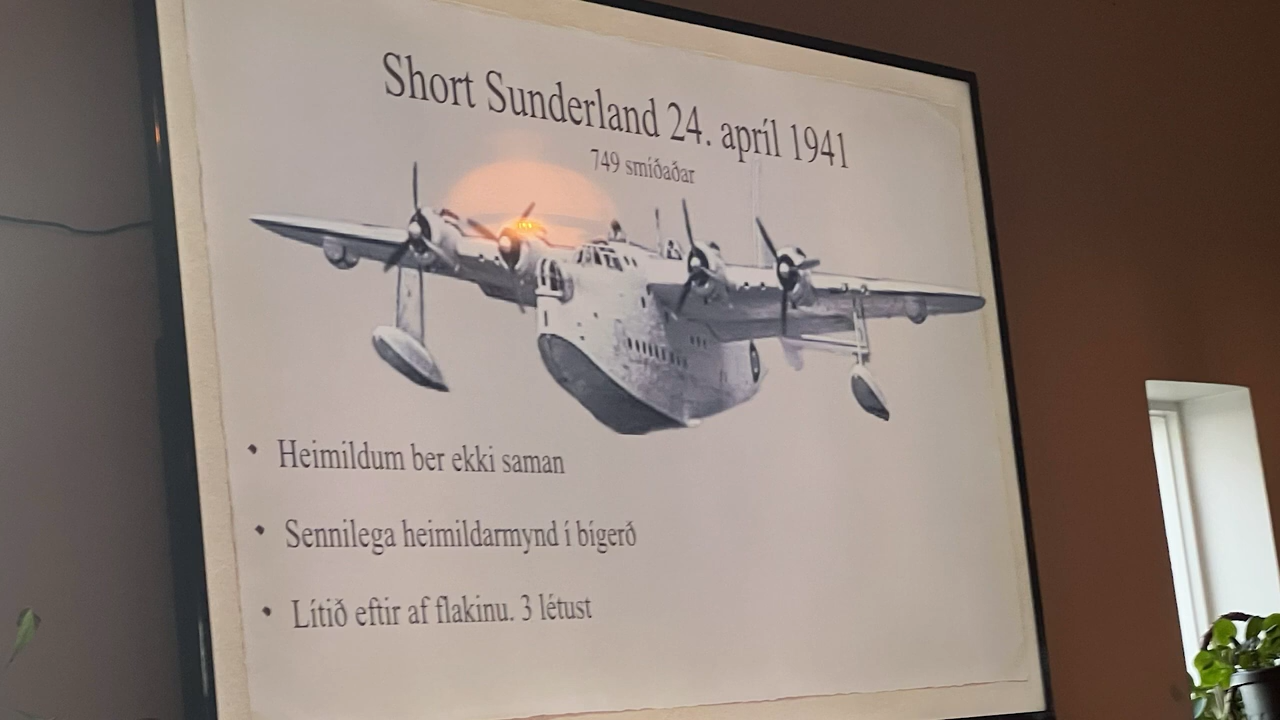 Short Sunderland 24. apríl 1941
749 smíðaðar
• Heimildum ber ekki saman
• Sennilega heimildarmynd í bígerð
• Lítið eftir af flakinu. 3 létust